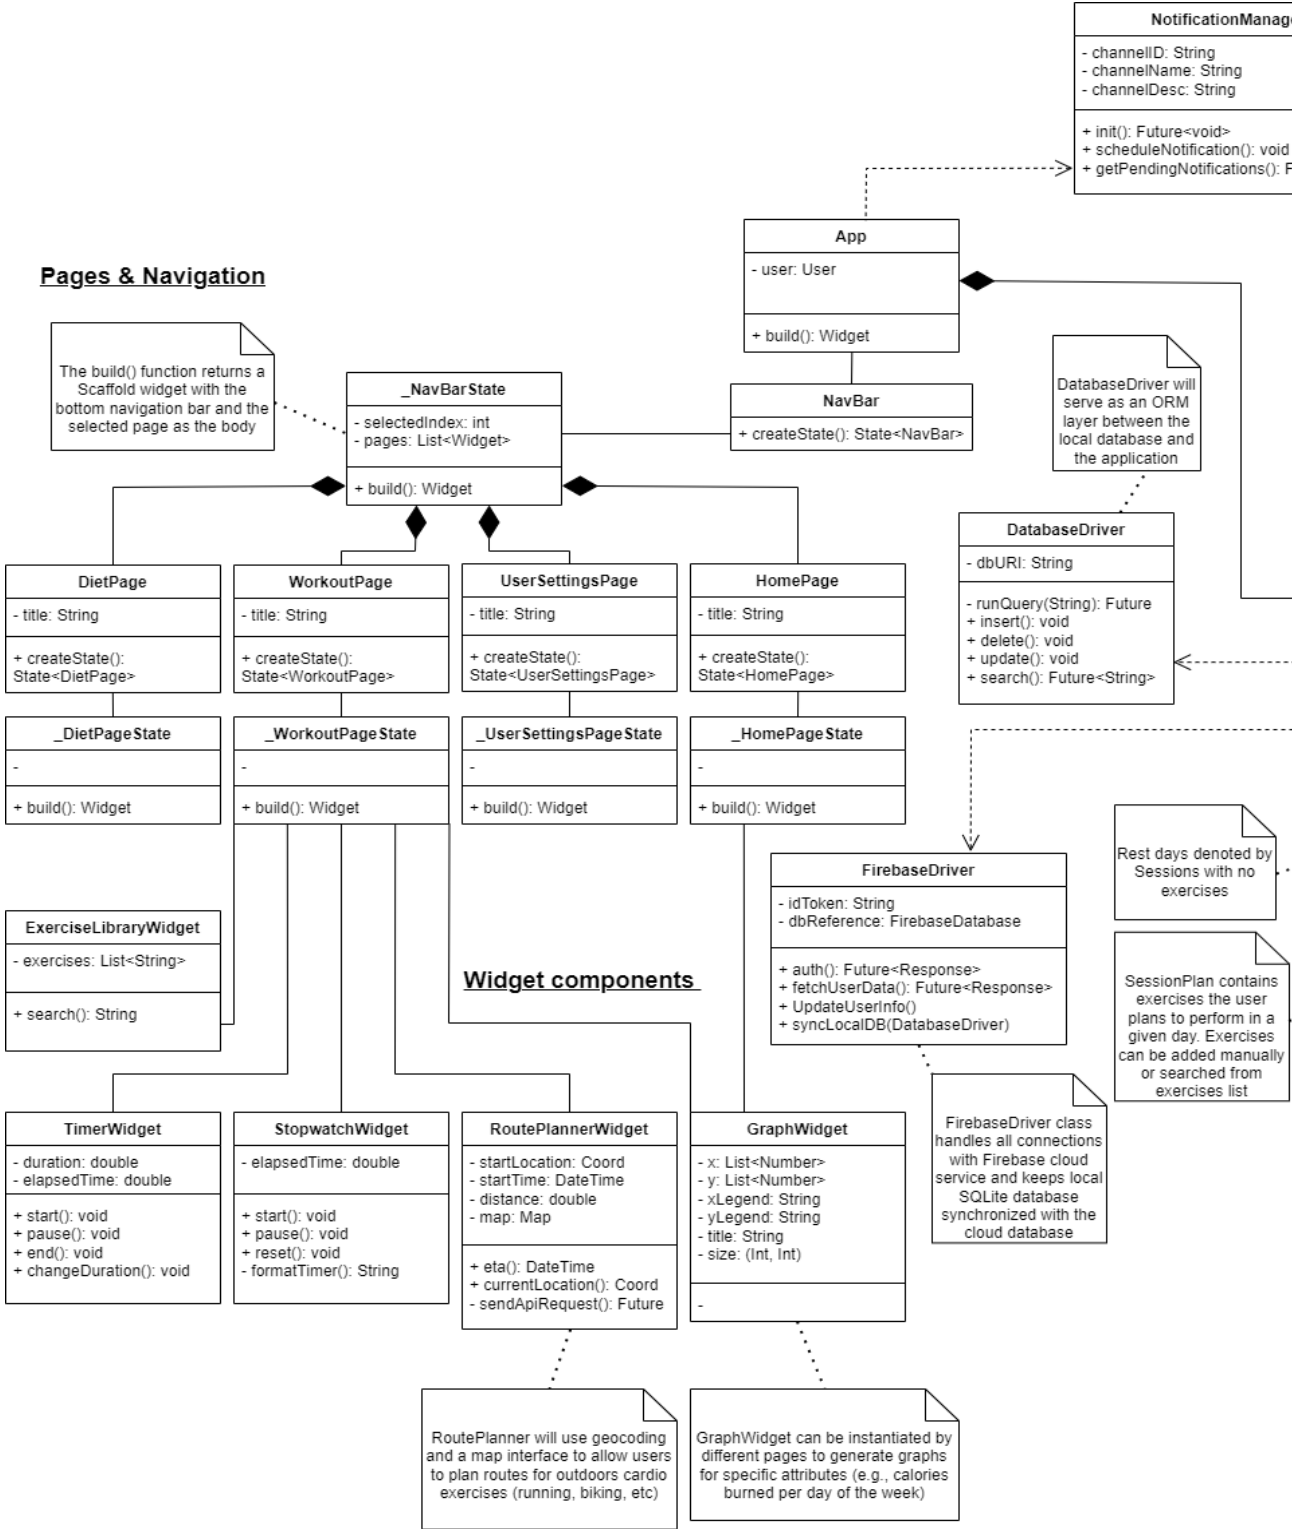 NotificationManag
- channelID: String
- channelName: String
- channelDesc: String
+ init(): Future<void>
+ scheduleNotification(): void
+ getPendingNotifications(): F
App
- user: User
+ build(): Widget
Pages & Navigation
The build() function returns a
Scaffold widget with the
bottom navigation bar and the
selected page as the body
_NavBarState
- selectedIndex: int
- pages: List<Widget>
+ build(): Widget
NavBar
+ createState(): State<NavBar>
DatabaseDriver will
serve as an ORM
layer between the
local database and
the application
DatabaseDriver
- dbURI: String
- runQuery(String): Future
+ insert(): void
+ delete(): void
+ update(): void
+ search(): Future<String>
DietPage
- title: String
+ createState():
State<DietPage>
WorkoutPage
- title: String
+ createState():
State<WorkoutPage>
UserSettingsPage
- title: String
+ createState():
State<UserSettingsPage>
HomePage
- title: String
+ createState():
State<HomePage>
_DietPageState
-
+ build(): Widget
_WorkoutPageState
-
+ build(): Widget
_UserSettingsPageState
-
+ build(): Widget
_HomePageState
-
+ build(): Widget
Rest days denoted by
Sessions with no
exercises
FirebaseDriver
- idToken: String
- dbReference: FirebaseDatabase
+ auth(): Future<Response>
+ fetchUserData(): Future<Response>
+ UpdateUserInfo()
+ syncLocalDB(DatabaseDriver)
ExerciseLibraryWidget
- exercises: List<String>
+ search(): String
Widget components
SessionPlan contains
exercises the user
plans to perform in a
given day. Exercises
can be added manually
or searched from
exercises list
FirebaseDriver class
handles all connections
with Firebase cloud
service and keeps local
SQLite database
synchronized with the
cloud database
TimerWidget
- duration: double
- elapsedTime: double
+ start(): void
+ pause(): void
+ end(): void
+ changeDuration(): void
StopwatchWidget
- elapsedTime: double
+ start(): void
+ pause(): void
+ reset(): void
- formatTimer(): String
RoutePlannerWidget
- startLocation: Coord
- startTime: DateTime
- distance: double
- map: Map
+ eta(): DateTime
+ currentLocation(): Coord
- sendApiRequest(): Future
GraphWidget
- x: List<Number>
- y: List<Number>
- xLegend: String
- yLegend: String
- title: String
- size: (Int, Int)
-
RoutePlanner will use geocoding
and a map interface to allow users
to plan routes for outdoors cardio
exercises (running, biking, etc)
GraphWidget can be instantiated by
different pages to generate graphs
for specific attributes (e.g., calories
burned per day of the week)